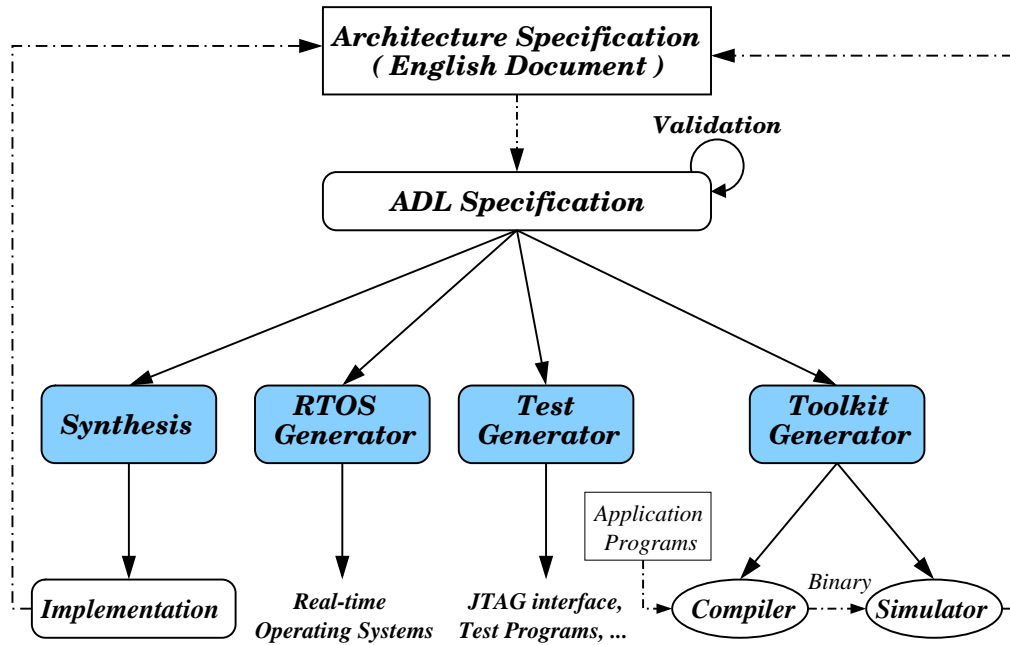 Architecture Specification
( English Document )
Validation
ADL Specification
Synthesis
RTOS
Generator
Test
Generator
Toolkit
Generator
Application
Programs
Implementation
Real-time
Operating Systems
JTAG interface,
Test Programs, ...
Compiler
Binary
Simulator